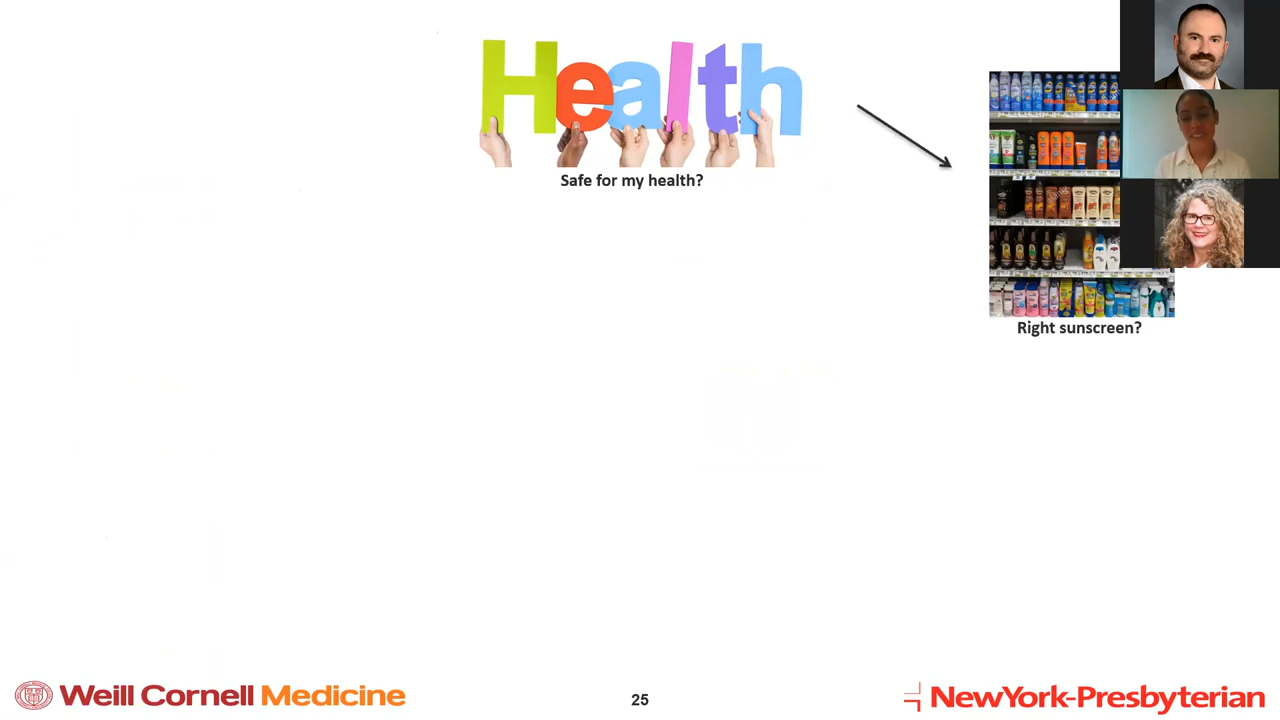 Health
Safe for my health?
Right sunscreen?
Weill Cornell Medicine
25
NewYork-Presbyterian